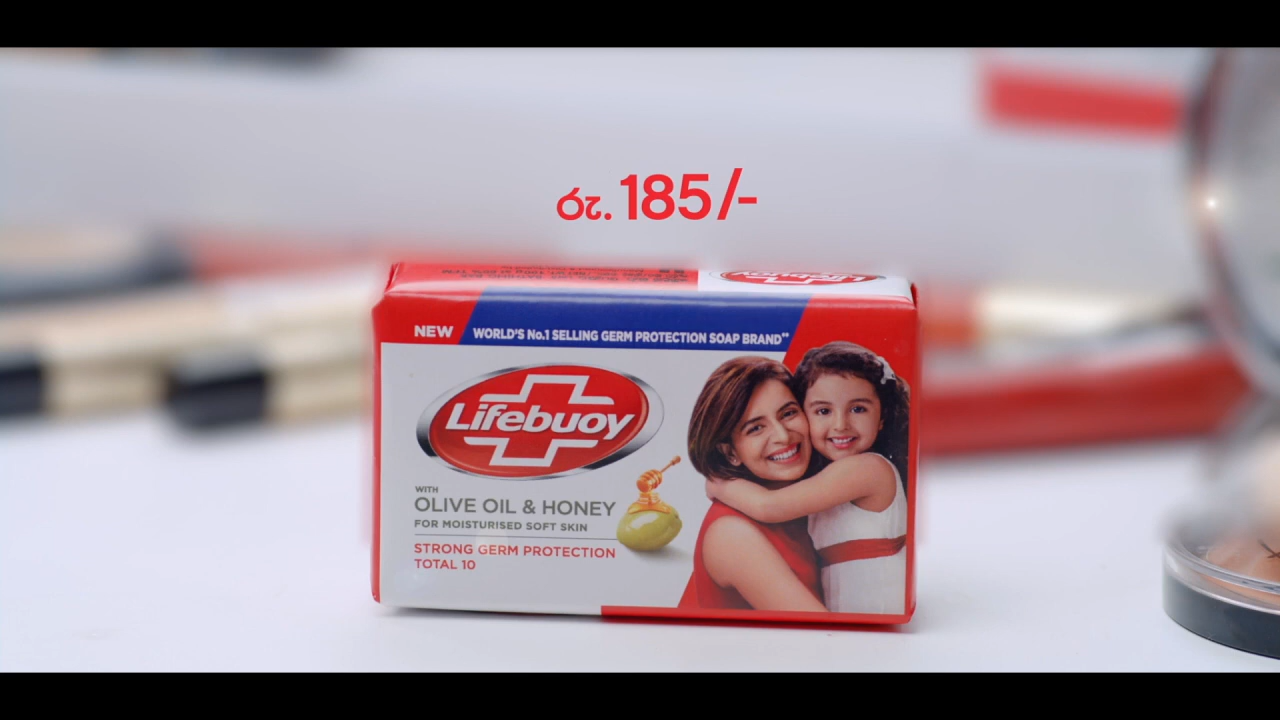 රු. 185/-
Lifebuoy
NEW WORLD'S No.1 SELLING GERM PROTECTION SOAP BRAND**
Lifebuoy
WITH
OLIVE OIL & HONEY
FOR MOISTURISED SOFT SKIN
STRONG GERM PROTECTION
TOTAL 10